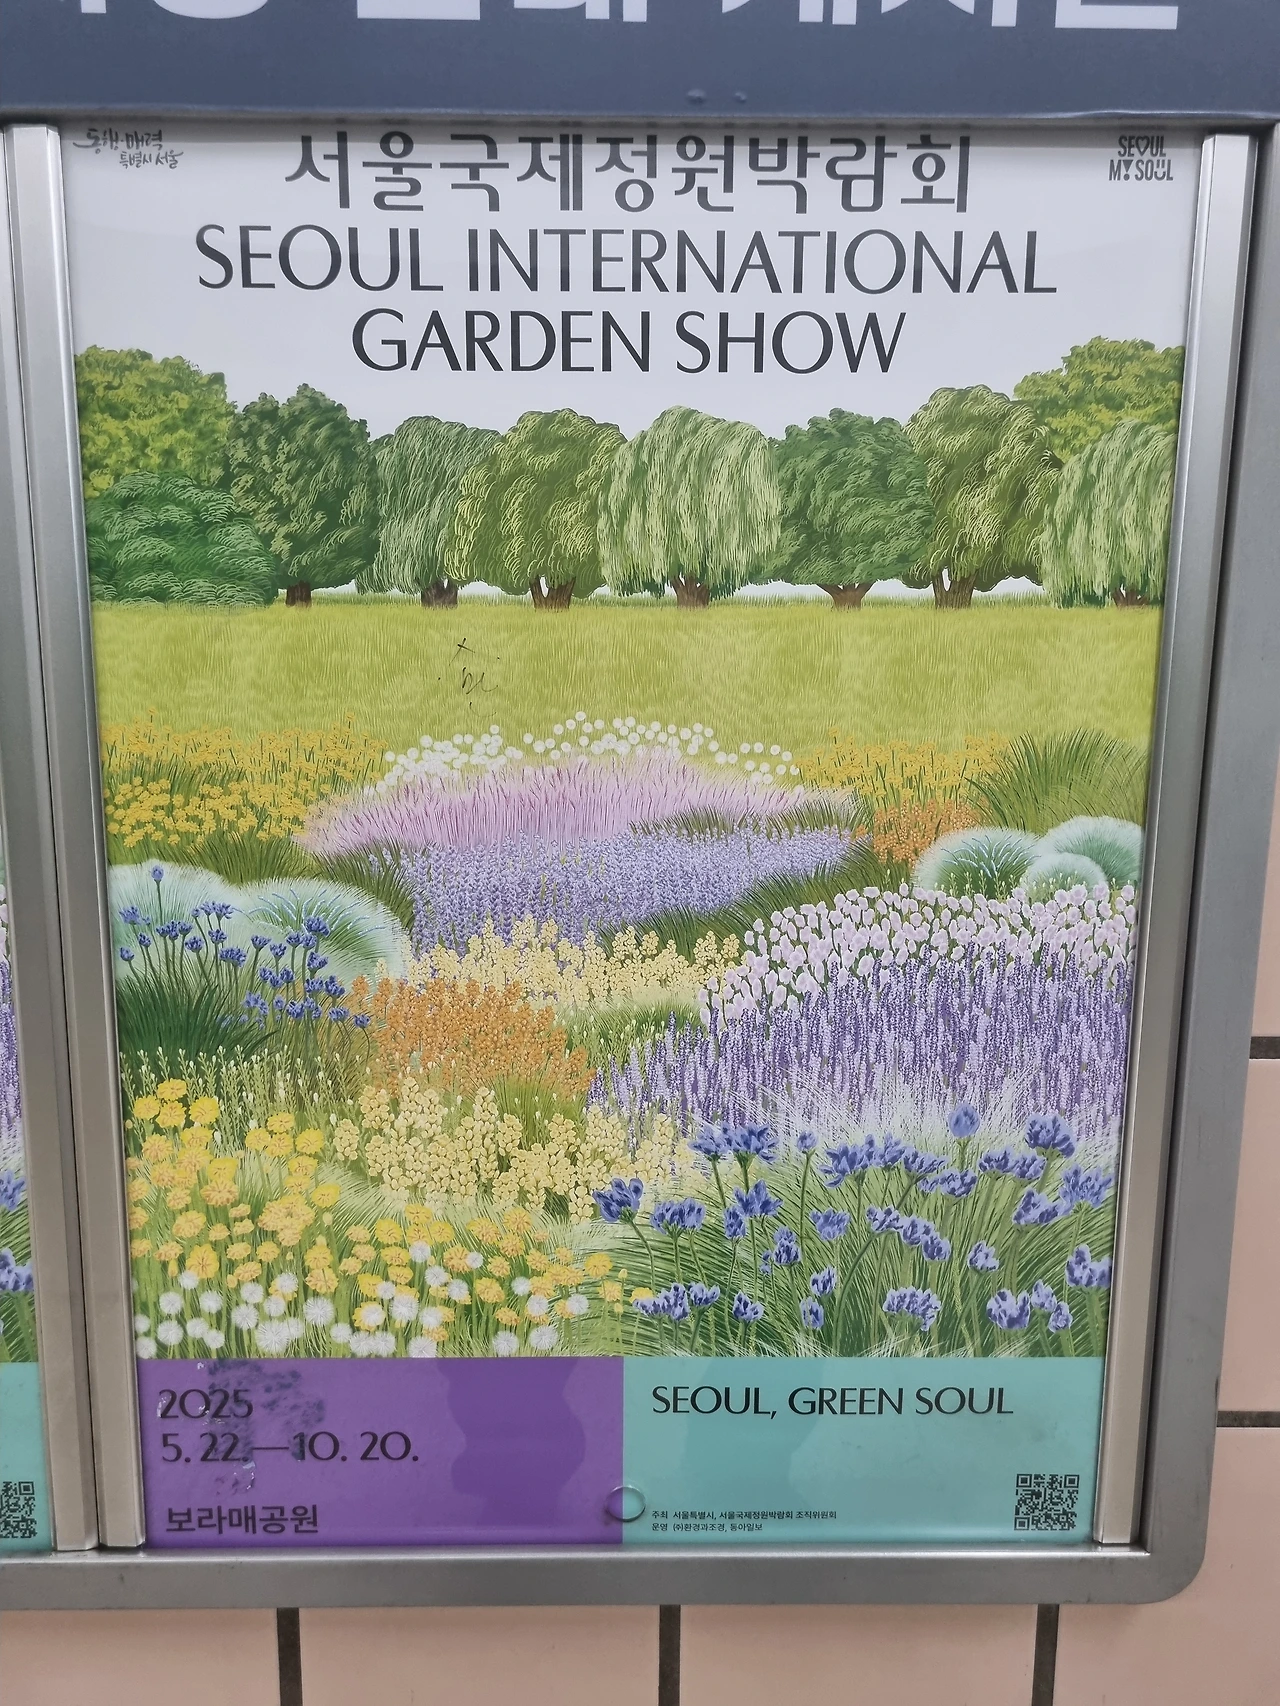 동행·매력
특별시 서울
SEOUL
MY SOUL
서울국제정원박람회
SEOUL INTERNATIONAL
GARDEN SHOW
2025
5. 22.—10. 20.
보라매공원
SEOUL, GREEN SOUL
주최 서울특별시, 서울국제정원박람회 조직위원회
운영 (주)환경과조경, 동아일보